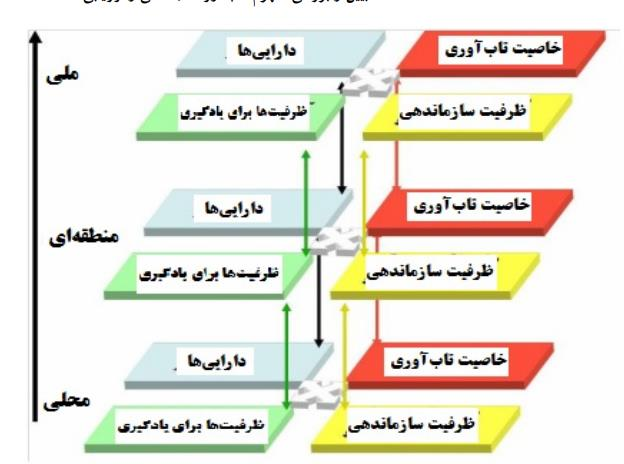 خاصیت تاب‌آوری
دارایی‌ها
ملی
ظرفیت سازماندهی
ظرفیت‌ها برای یادگیری
خاصیت تاب‌آوری
دارایی‌ها
منطقه‌ای
ظرفیت سازماندهی
ظرفیت‌ها برای یادگیری
خاصیت تاب‌آوری
دارایی‌ها
محلی
ظرفیت سازماندهی
ظرفیت‌ها برای یادگیری